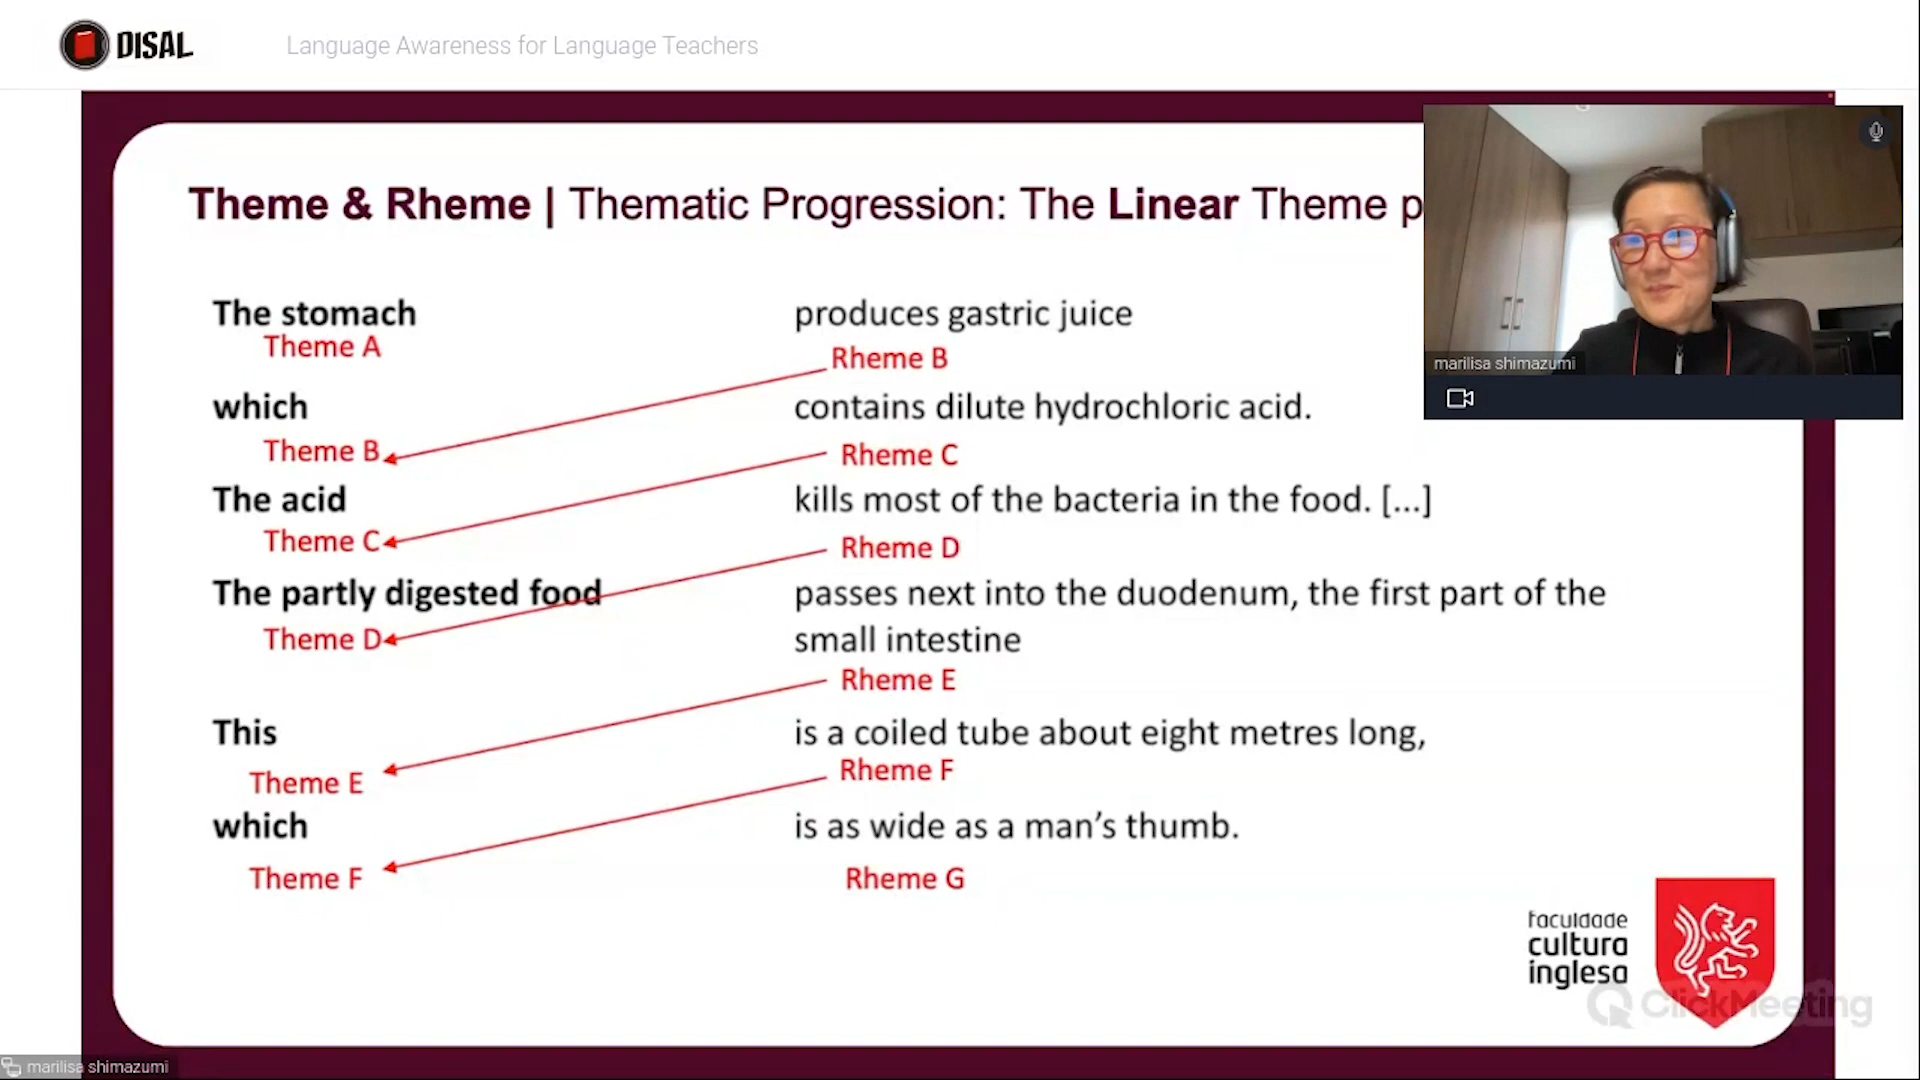 DISAL
Language Awareness for Language Teachers
Theme & Rheme | Thematic Progression: The Linear Theme p
marilisa shimazumi
The stomach produces gastric juice
Theme A Rheme B
which contains dilute hydrochloric acid.
Theme B Rheme C
The acid kills most of the bacteria in the food. [...]
Theme C Rheme D
The partly digested food passes next into the duodenum, the first part of the
Theme D small intestine
Rheme E
This is a coiled tube about eight metres long,
Theme E Rheme F
which is as wide as a man's thumb.
Theme F Rheme G
faculdade
cultura
inglesa
ClickMeeting
marilisa shimazumi